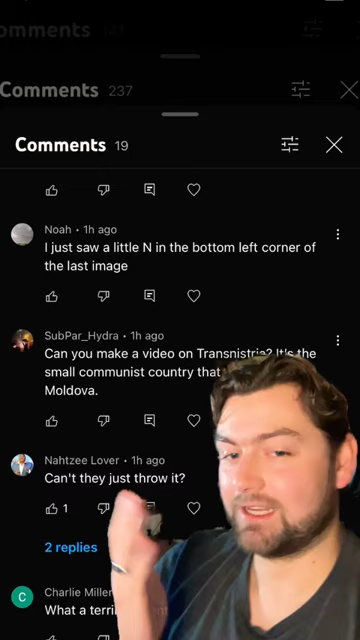 Comments 237
Comments 19
Noah • 1h ago
I just saw a little N in the bottom left corner of
the last image
SubPar_Hydra • 1h ago
Can you make a video on Transnistria? It's the
small communist country that
Moldova.
Nahtzee Lover • 1h ago
Can't they just throw it?
1
2 replies
C Charlie Miller
What a